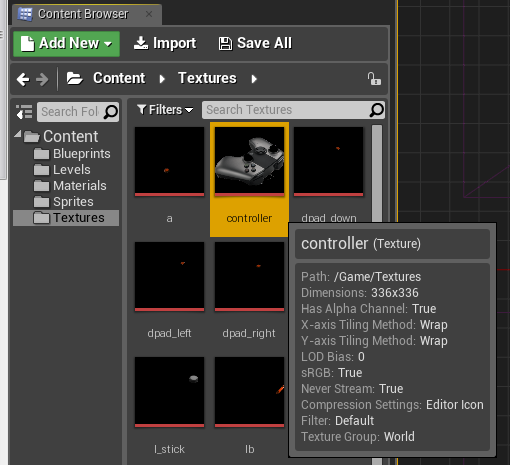 Content Browser
Add New Import Save All
Content Textures
Search Fol Filters Search Textures
Content
Blueprints
Levels
Materials
Sprites
Textures
a controller dpad_down
dpad_left dpad_right
l_stick lb
controller (Texture)
Path: /Game/Textures
Dimensions: 336x336
Has Alpha Channel: True
X-axis Tiling Method: Wrap
Y-axis Tiling Method: Wrap
LOD Bias: 0
sRGB: True
Never Stream: True
Compression Settings: Editor Icon
Filter: Default
Texture Group: World